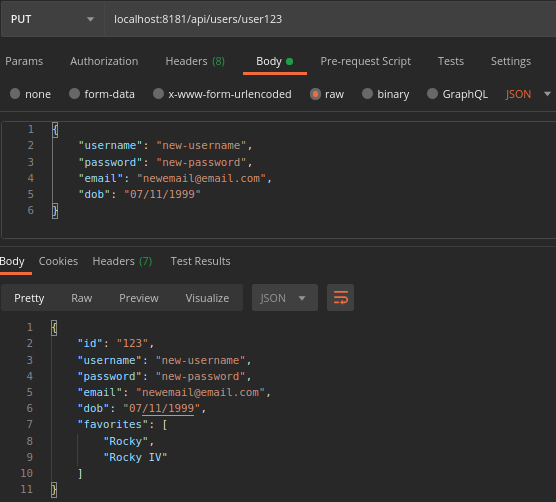 PUT localhost:8181/api/users/user123
Params Authorization Headers (8) Body Pre-request Script Tests Settings
none form-data x-www-form-urlencoded raw binary GraphQL JSON
1 {
2 "username": "new-username",
3 "password": "new-password",
4 "email": "newemail@email.com",
5 "dob": "07/11/1999"
6 }
Body Cookies Headers (7) Test Results
Pretty Raw Preview Visualize JSON
1 {
2 "id": "123",
3 "username": "new-username",
4 "password": "new-password",
5 "email": "newemail@email.com",
6 "dob": "07/11/1999",
7 "favorites": [
8 "Rocky",
9 "Rocky IV"
10 ]
11 }